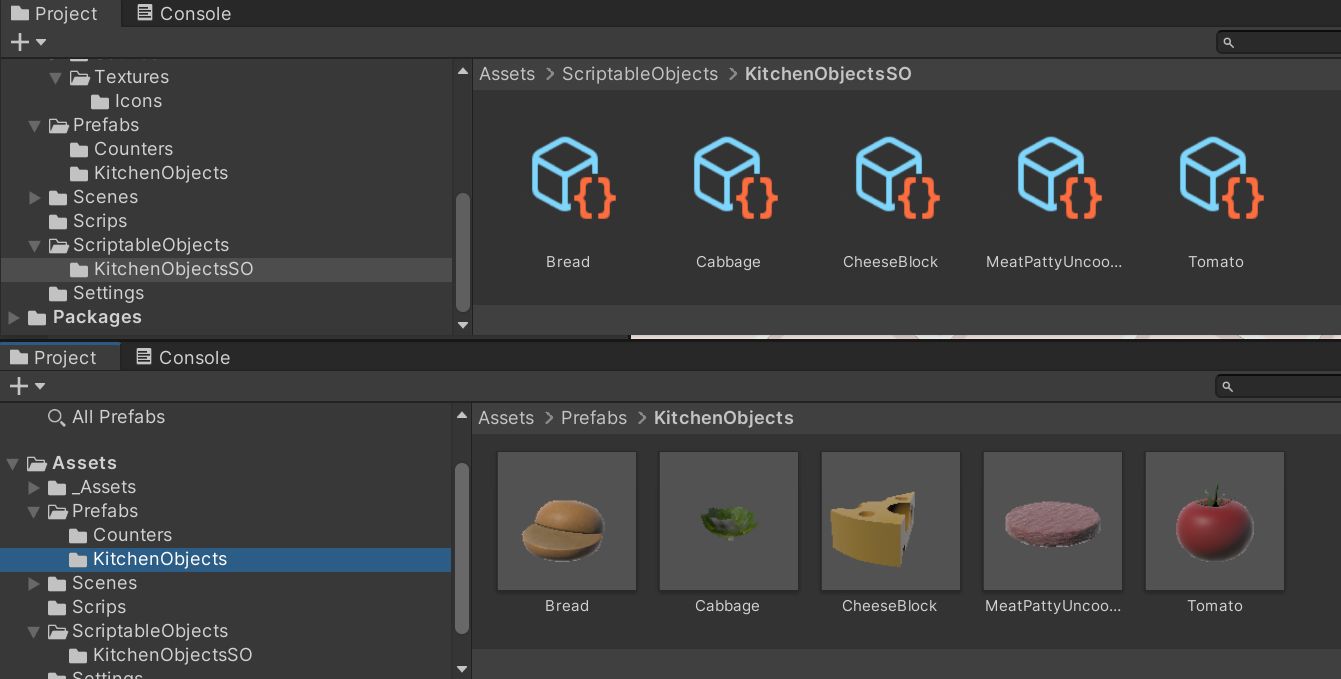 Project Console
Textures
Icons
Prefabs
Counters
KitchenObjects
Scenes
Scrips
ScriptableObjects
KitchenObjectsSO
Settings
Packages
Assets > ScriptableObjects > KitchenObjectsSO
Bread Cabbage CheeseBlock MeatPattyUncoo... Tomato
Project Console
All Prefabs
Assets
_Assets
Prefabs
Counters
KitchenObjects
Scenes
Scrips
ScriptableObjects
KitchenObjectsSO
Settings
Assets > Prefabs > KitchenObjects
Bread Cabbage CheeseBlock MeatPattyUncoo... Tomato